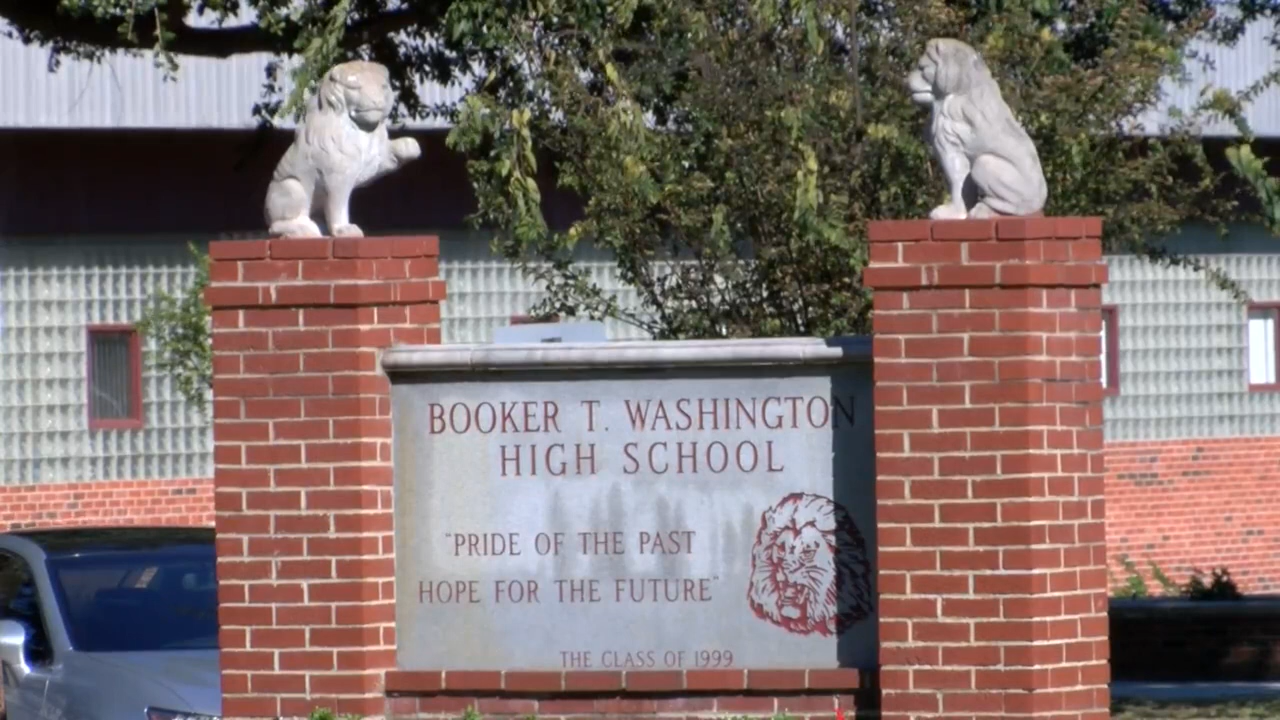 BOOKER T. WASHINGTON
HIGH SCHOOL
"PRIDE OF THE PAST
HOPE FOR THE FUTURE"
THE CLASS OF 1999